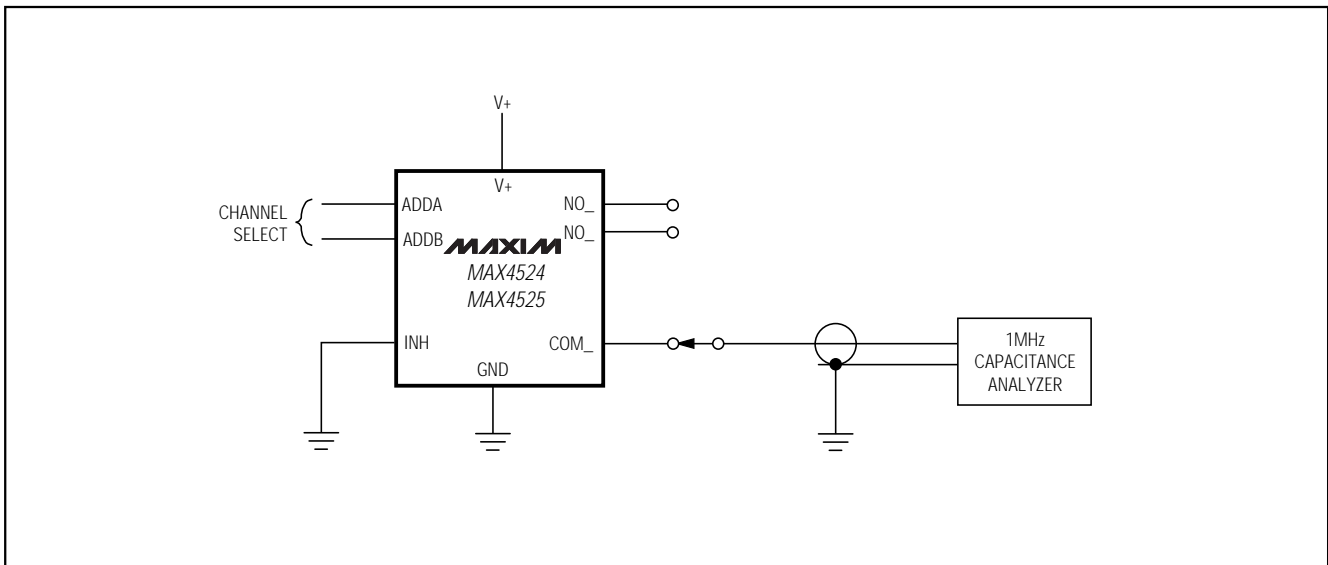 V+
V+
CHANNEL
SELECT
ADDA
ADDB
NO_
NO_
MAXIM
MAX4524
MAX4525
INH
COM_
GND
1MHz
CAPACITANCE
ANALYZER